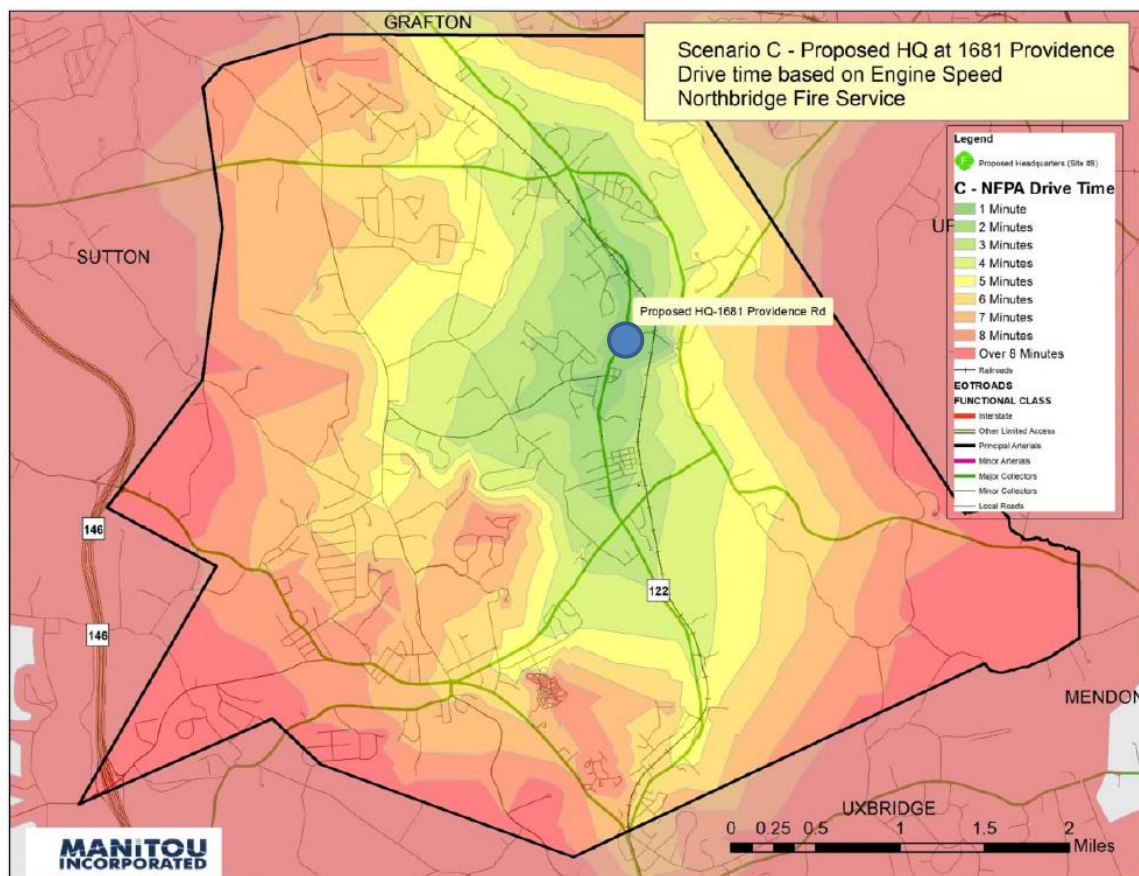 GRAFTON
Scenario C - Proposed HQ at 1681 Providence
Drive time based on Engine Speed
Northbridge Fire Service
Legend
Proposed Headquarters (Site #8)
C - NFPA Drive Time
1 Minute
2 Minutes
3 Minutes
4 Minutes
5 Minutes
6 Minutes
7 Minutes
8 Minutes
Over 8 Minutes
Railroads
EOTROADS
FUNCTIONAL CLASS
Interstate
Other Limited Access
Principal Arterials
Minor Arterials
Major Collectors
Minor Collectors
Local Roads
SUTTON
Proposed HQ-1681 Providence Rd
146
146
122
MENDON
UXBRIDGE
0 0.25 0.5 1 1.5 2
Miles
MANITOU
INCORPORATED